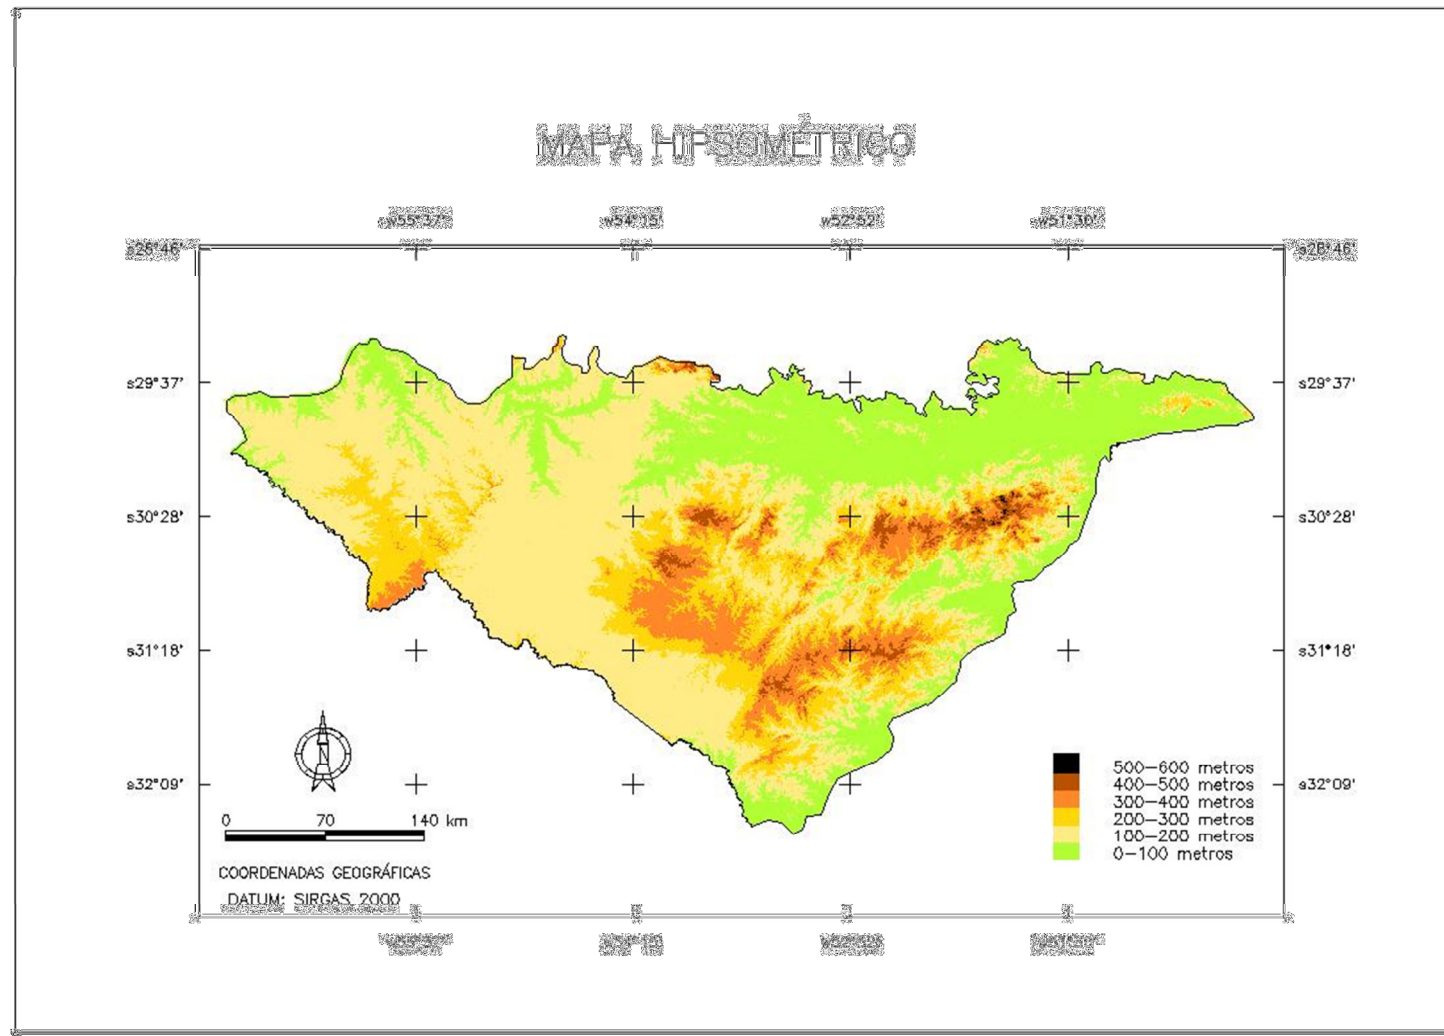 MAPA HIPSOMÉTRICO
w55°37' w54°15' w52°52' w51°30'
s28°46' s28°46'
s29°37' s29°37'
s30°28' s30°28'
s31°18' s31°18'
s32°09' s32°09'
N
500-600 metros
400-500 metros
300-400 metros
200-300 metros
100-200 metros
0-100 metros
0 70 140 km
COORDENADAS GEOGRÁFICAS
DATUM: SIRGAS 2000